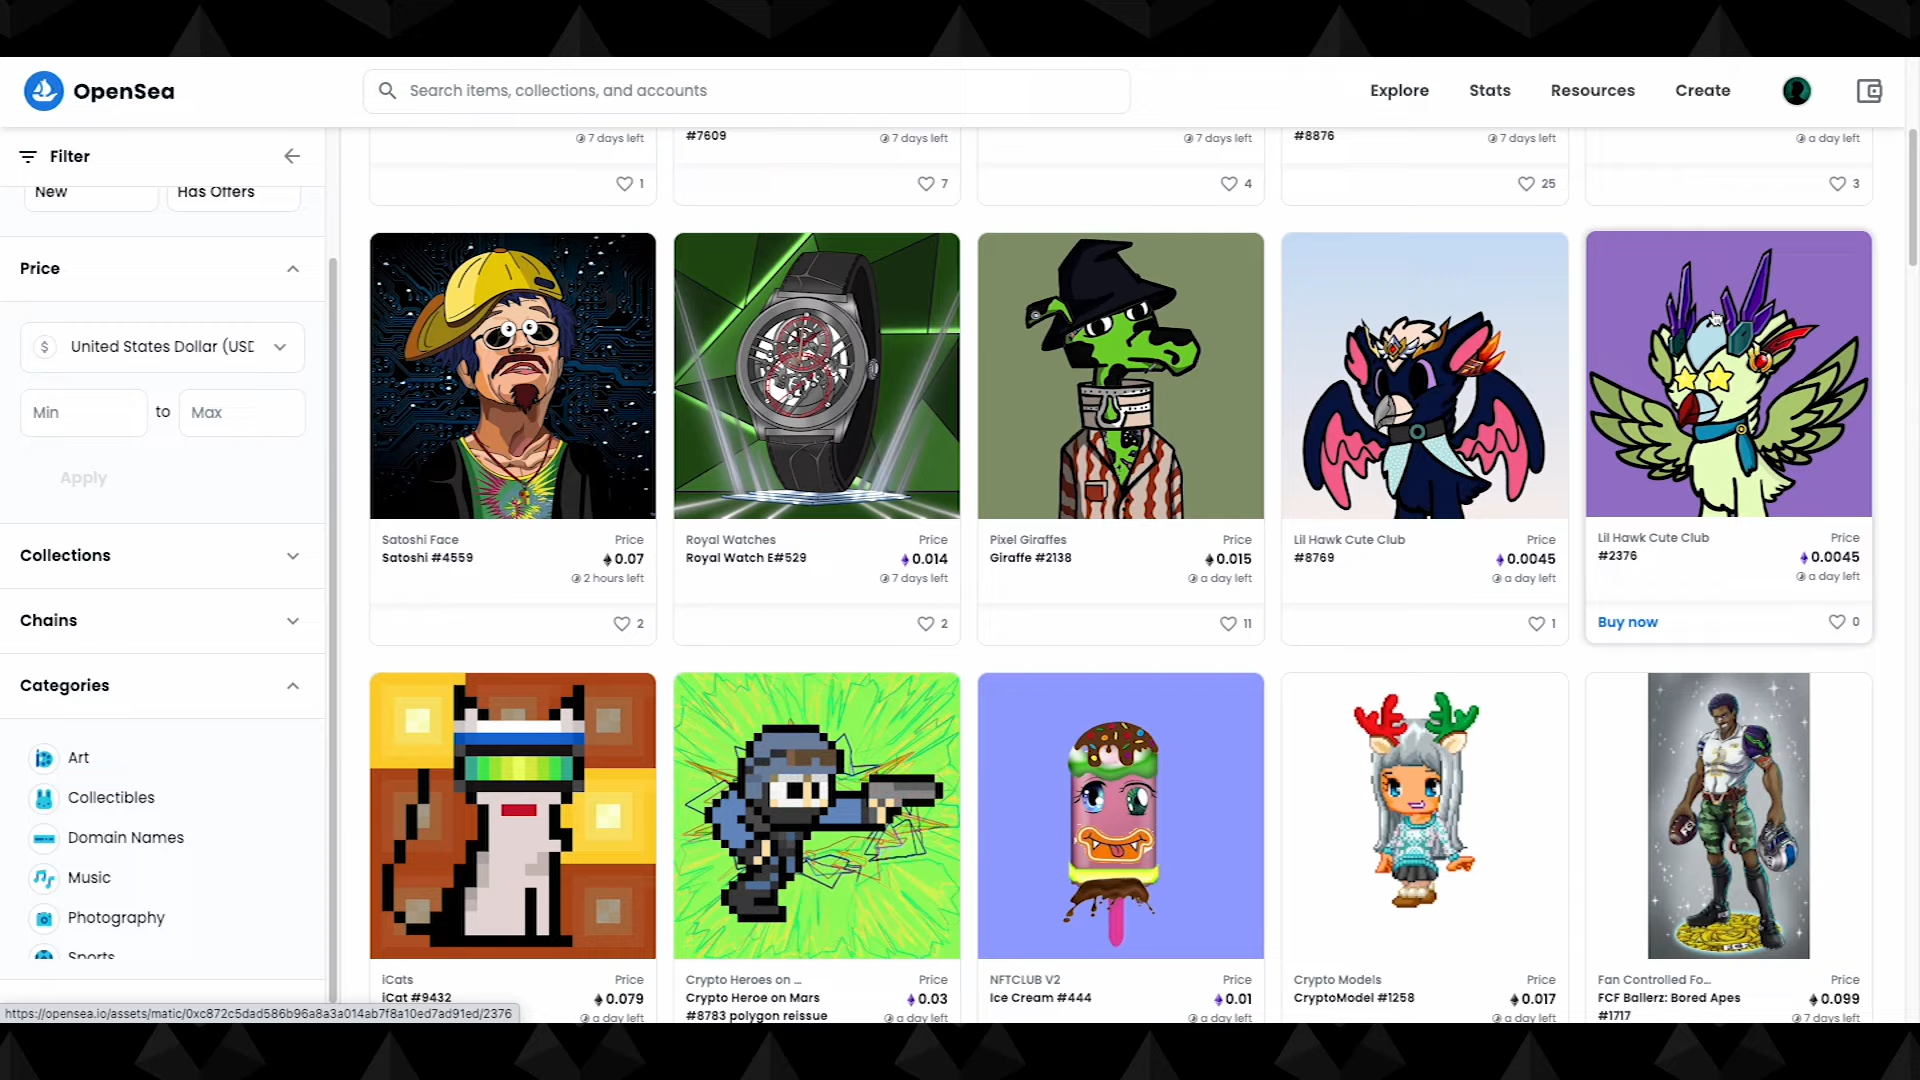 OpenSea
Search items, collections, and accounts
Explore
Stats
Resources
Create
Filter
New
Has Offers
Price
$ United States Dollar (USD
Min to Max
Apply
Collections
Chains
Categories
Art
Collectibles
Domain Names
Music
Photography
Sports
7 days left
1
#7609
7 days left
7
7 days left
4
#8876
7 days left
25
a day left
3
Satoshi Face Price
Satoshi #4559 0.07
2 hours left
2
Royal Watches Price
Royal Watch E#529 0.014
7 days left
2
Pixel Giraffes Price
Giraffe #2138 0.015
a day left
11
Lil Hawk Cute Club Price
#8769 0.0045
a day left
1
Lil Hawk Cute Club Price
#2376 0.0045
a day left
Buy now 0
iCats Price
iCat #9432 0.079
a day left
Crypto Heroes on ... Price
Crypto Heroe on Mars 0.03
#8783 polygon reissue
a day left
NFTCLUB V2 Price
Ice Cream #444 0.01
a day left
Crypto Models Price
CryptoModel #1258 0.017
a day left
FCF
Fan Controlled Fo... Price
FCF Ballerz: Bored Apes 0.099
#1717
7 days left
https://opensea.io/assets/matic/0xc872c5dad586b96a8a3a014ab7f8a10ed7ad91ed/2376